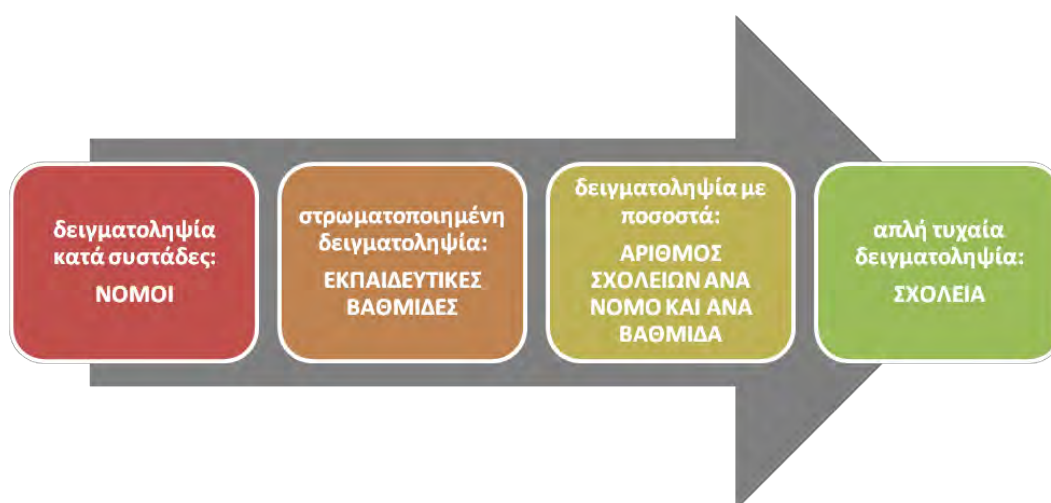 δειγματοληψία
κατά συστάδες:
ΝΟΜΟΙ
στρωματοποιημένη
δειγματοληψία:
ΕΚΠΑΙΔΕΥΤΙΚΕΣ
ΒΑΘΜΙΔΕΣ
δειγματοληψία με
ποσοστά:
ΑΡΙΘΜΟΣ
ΣΧΟΛΕΙΩΝ ΑΝΑ
ΝΟΜΟ ΚΑΙ ΑΝΑ
ΒΑΘΜΙΔΑ
απλή τυχαία
δειγματοληψία:
ΣΧΟΛΕΙΑ